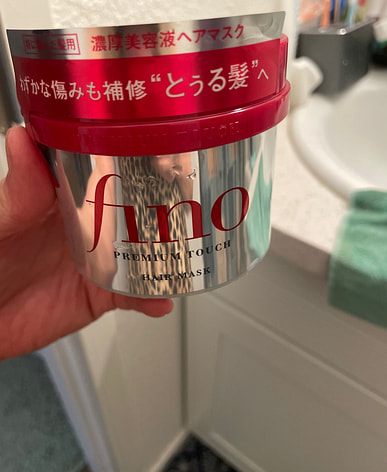 濃厚美容液ヘアマスク
わずかな傷みも補修“とぅる髪”へ
fino
PREMIUM TOUCH
HAIR MASK